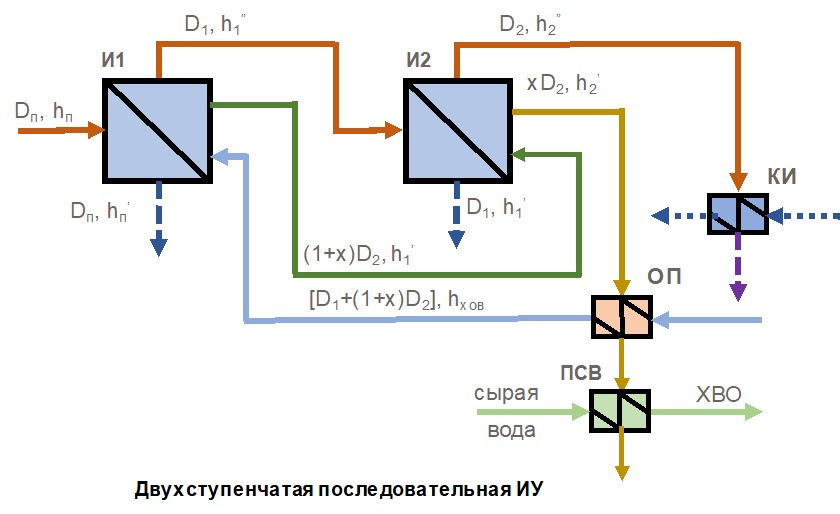 D₁, h₁"
D₂, h₂"
И1
И2
xD₂, h₂'
Dп, hп
КИ
Dп, hп'
D₁, h₁'
(1+x)D₂, h₁'
ОП
[D₁+(1+x)D₂], hхов
ПСВ
сырая
вода
ХВО
Двухступенчатая последовательная ИУ